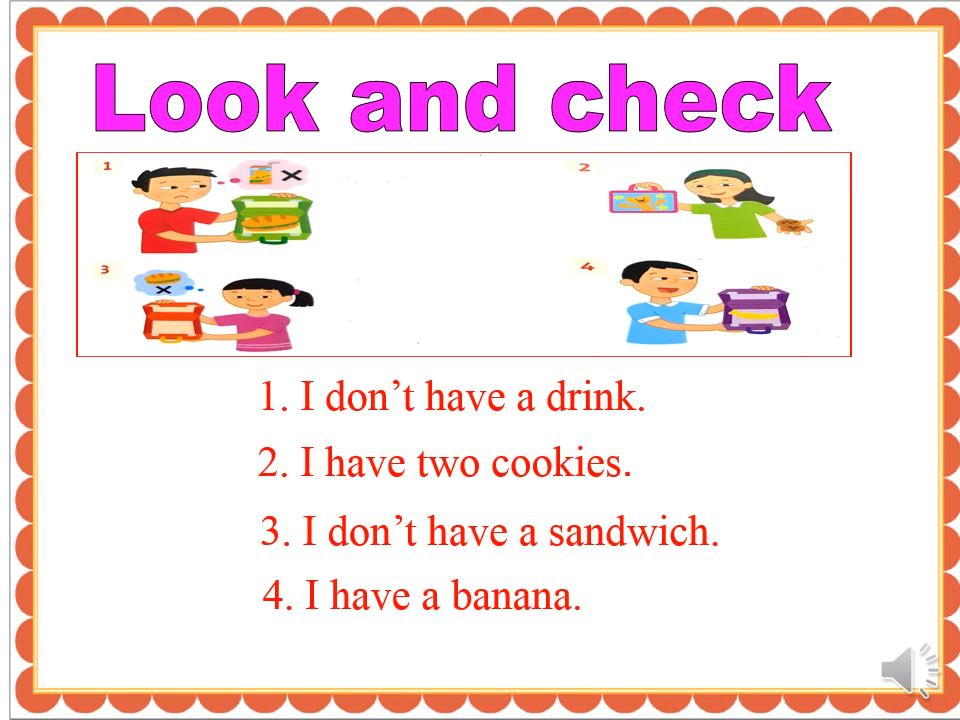 Look and check
1 X 2
3 X 4
1. I don’t have a drink.
2. I have two cookies.
3. I don’t have a sandwich.
4. I have a banana.